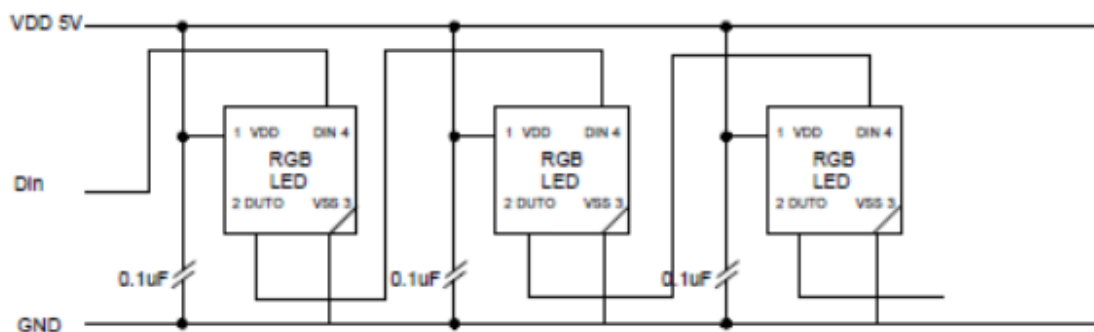 VDD 5V
1 VDD DIN 4
RGB
LED
2 DUTO VSS 3
1 VDD DIN 4
RGB
LED
2 DUTO VSS 3
1 VDD DIN 4
RGB
LED
2 DUTO VSS 3
DIn
0.1uF
0.1uF
0.1uF
GND